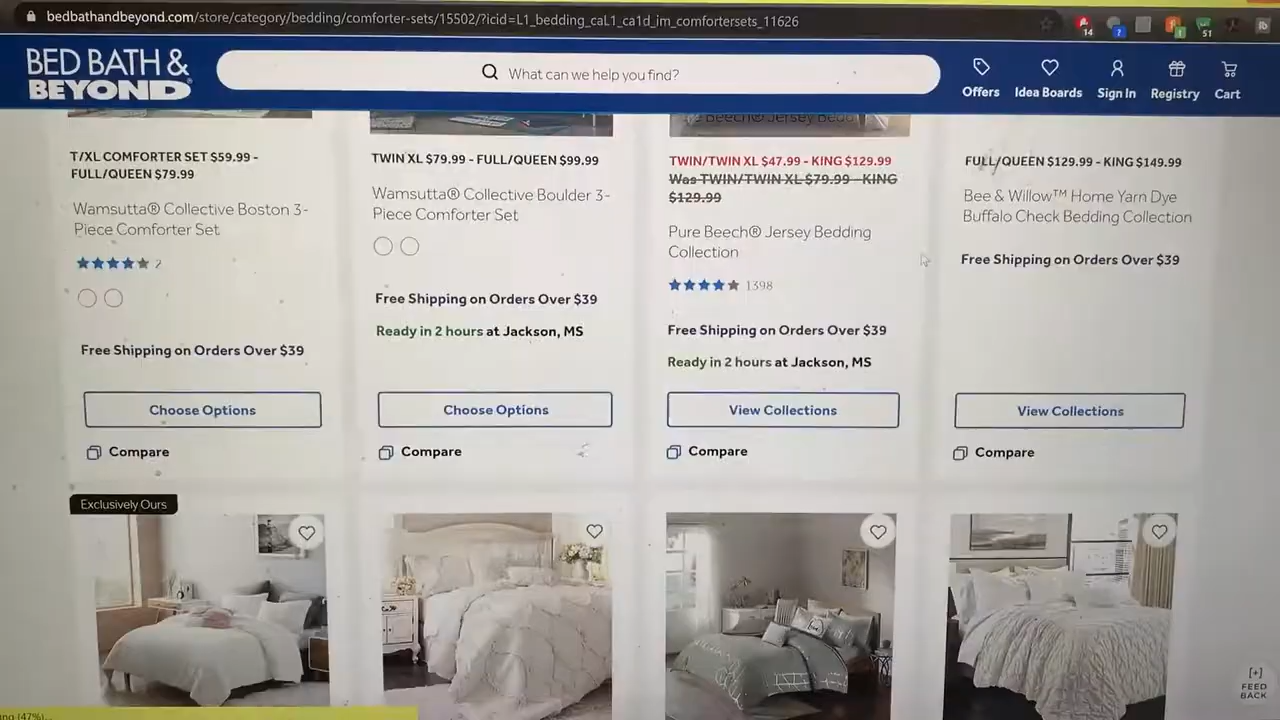 bedbathandbeyond.com/store/category/bedding/comforter-sets/15502/?icid=L1_bedding_caL1_ca1d_im_comfortersets_11626
14
?
51
BED BATH &
BEYOND®
What can we help you find?
Offers
Idea Boards
Sign In
Registry
Cart
T/XL COMFORTER SET $59.99 -
FULL/QUEEN $79.99
Wamsutta® Collective Boston 3-
Piece Comforter Set
2
Free Shipping on Orders Over $39
Choose Options
Compare
TWIN XL $79.99 - FULL/QUEEN $99.99
Wamsutta® Collective Boulder 3-
Piece Comforter Set
Free Shipping on Orders Over $39
Ready in 2 hours at Jackson, MS
Choose Options
Compare
TWIN/TWIN XL $47.99 - KING $129.99
Was TWIN/TWIN XL $79.99 - KING
$129.99
Pure Beech® Jersey Bedding
Collection
1398
Free Shipping on Orders Over $39
Ready in 2 hours at Jackson, MS
View Collections
Compare
FULL/QUEEN $129.99 - KING $149.99
Bee & Willow™ Home Yarn Dye
Buffalo Check Bedding Collection
Free Shipping on Orders Over $39
View Collections
Compare
Exclusively Ours
[+]
FEED
BACK
(47%)...